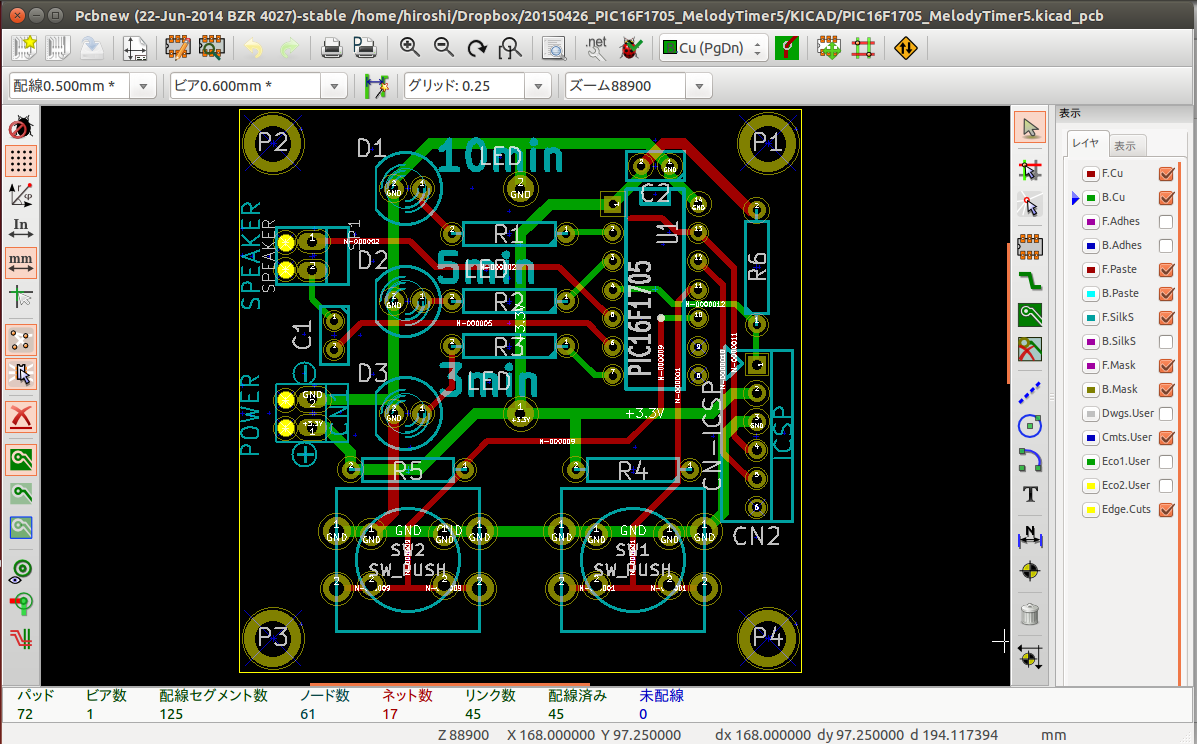 Pcbnew (22-Jun-2014 BZR 4027)-stable /home/hiroshi/Dropbox/20150426_PIC16F1705_MelodyTimer5/KICAD/PIC16F1705_MelodyTimer5.kicad_pcb
.net
B.Cu (PgDn)
配線0.500mm *
ビア0.600mm *
グリッド: 0.25
ズーム88900
In
mm
表示
レイヤ
表示
F.Cu
B.Cu
F.Adhes
B.Adhes
F.Paste
B.Paste
F.SilkS
B.SilkS
F.Mask
B.Mask
Dwgs.User
Cmts.User
Eco1.User
Eco2.User
Edge.Cuts
P2
P1
D1
10min
LED
C2
SPEAKER
SPEAKER
SP1
R1
U1
PIC16F1705
R6
D2
5min
LED
R2
+3.3V
C1
R3
D3
3min
LED
POWER
CN1
+3.3V
CN-ICSP
ICSP
R5
R4
CN2
GND
GND
SW2
SW_PUSH
SW1
SW_PUSH
P3
P4
パッド ビア数 配線セグメント数 ノード数 ネット数 リンク数 配線済み 未配線
72 1 125 61 17 45 45 0
Z 88900 X 168.000000 Y 97.250000 dx 168.000000 dy 97.250000 d 194.117394 mm